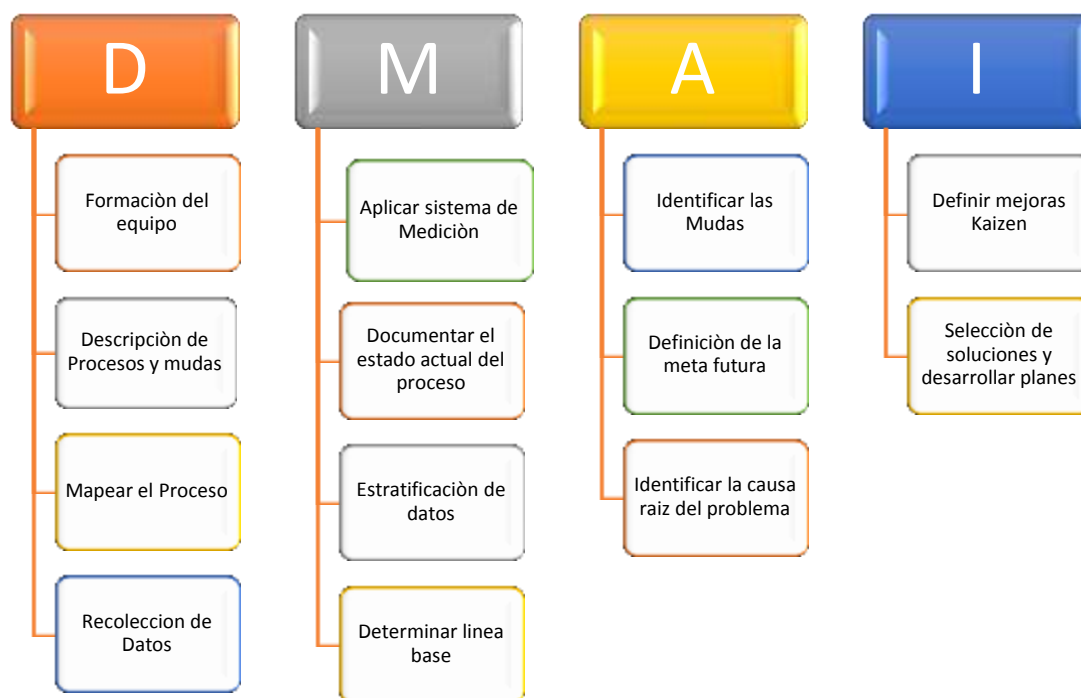 D
Formaciòn del
equipo
Descripciòn de
Procesos y mudas
Mapear el Proceso
Recoleccion de
Datos
M
Aplicar sistema de
Mediciòn
Documentar el
estado actual del
proceso
Estratificaciòn de
datos
Determinar linea
base
A
Identificar las
Mudas
Definiciòn de la
meta futura
Identificar la causa
raiz del problema
I
Definir mejoras
Kaizen
Selecciòn de
soluciones y
desarrollar planes